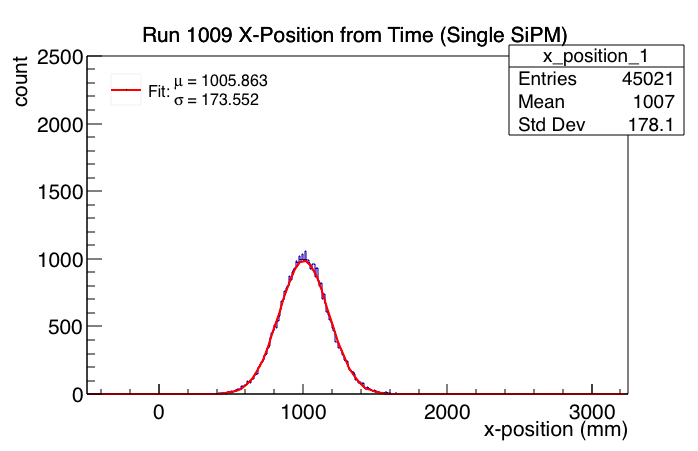 Run 1009 X-Position from Time (Single SiPM)
x_position_1
Entries 45021
Mean 1007
Std Dev 178.1
Fit: μ = 1005.863
σ = 173.552
count
2500
2000
1500
1000
500
0
0 1000 2000 3000
x-position (mm)